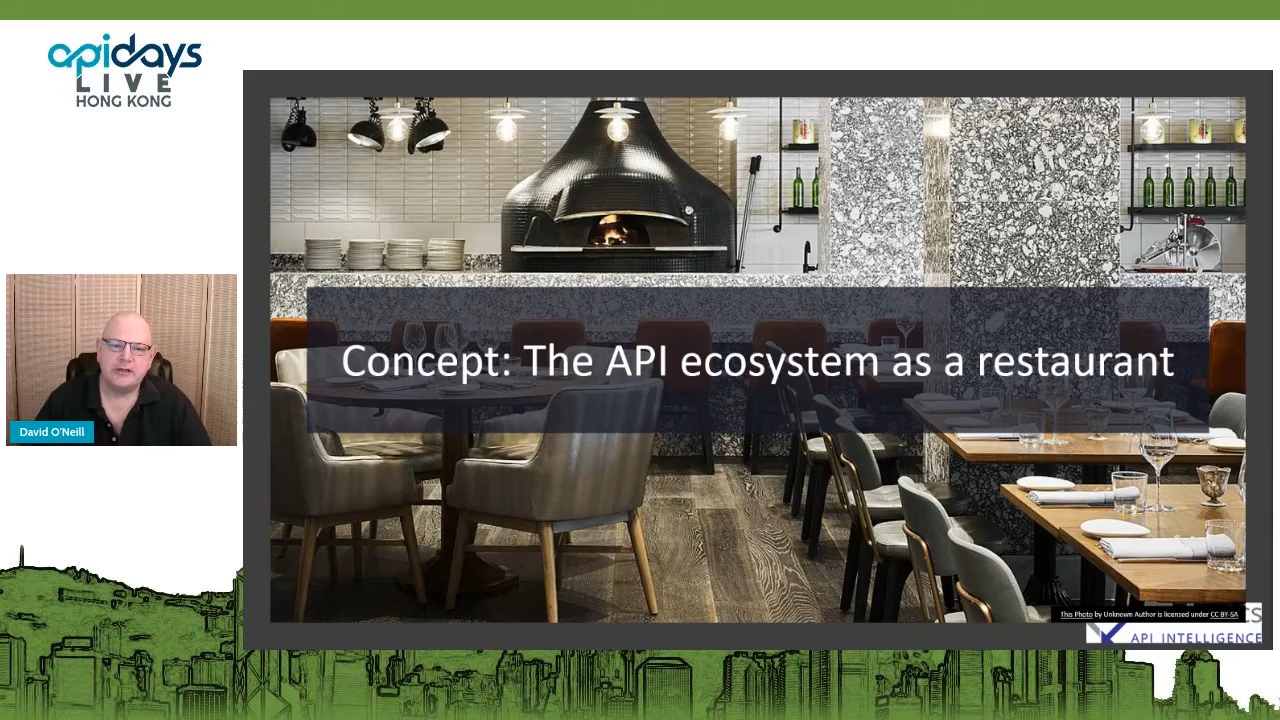 apidays
LIVE
HONG KONG
Concept: The API ecosystem as a restaurant
David O'Neill
This Photo by Unknown Author is licensed under CC BY-SA
CS
API INTELLIGENCE